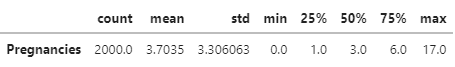 count mean std min 25% 50% 75% max
Pregnancies 2000.0 3.7035 3.306063 0.0 1.0 3.0 6.0 17.0